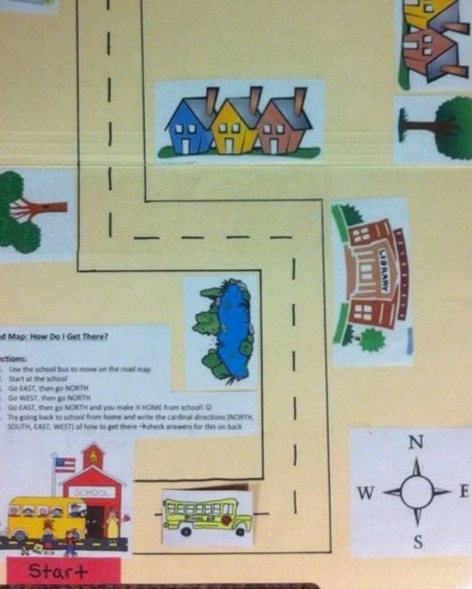 d Map: How Do I Get There?
ections:
Use the school bus to move on the road map
Start at the school
Go EAST, then go NORTH
Go WEST, then go NORTH
Go EAST, then go NORTH and you make it HOME from school! ☺
Try going back to school from home and write the cardinal directions (NORTH,
SOUTH, EAST, WEST) of how to get there →check answers for this on back
LIBRARY
N
W E
S
SCHOOL
SCHOOL BUS
Start